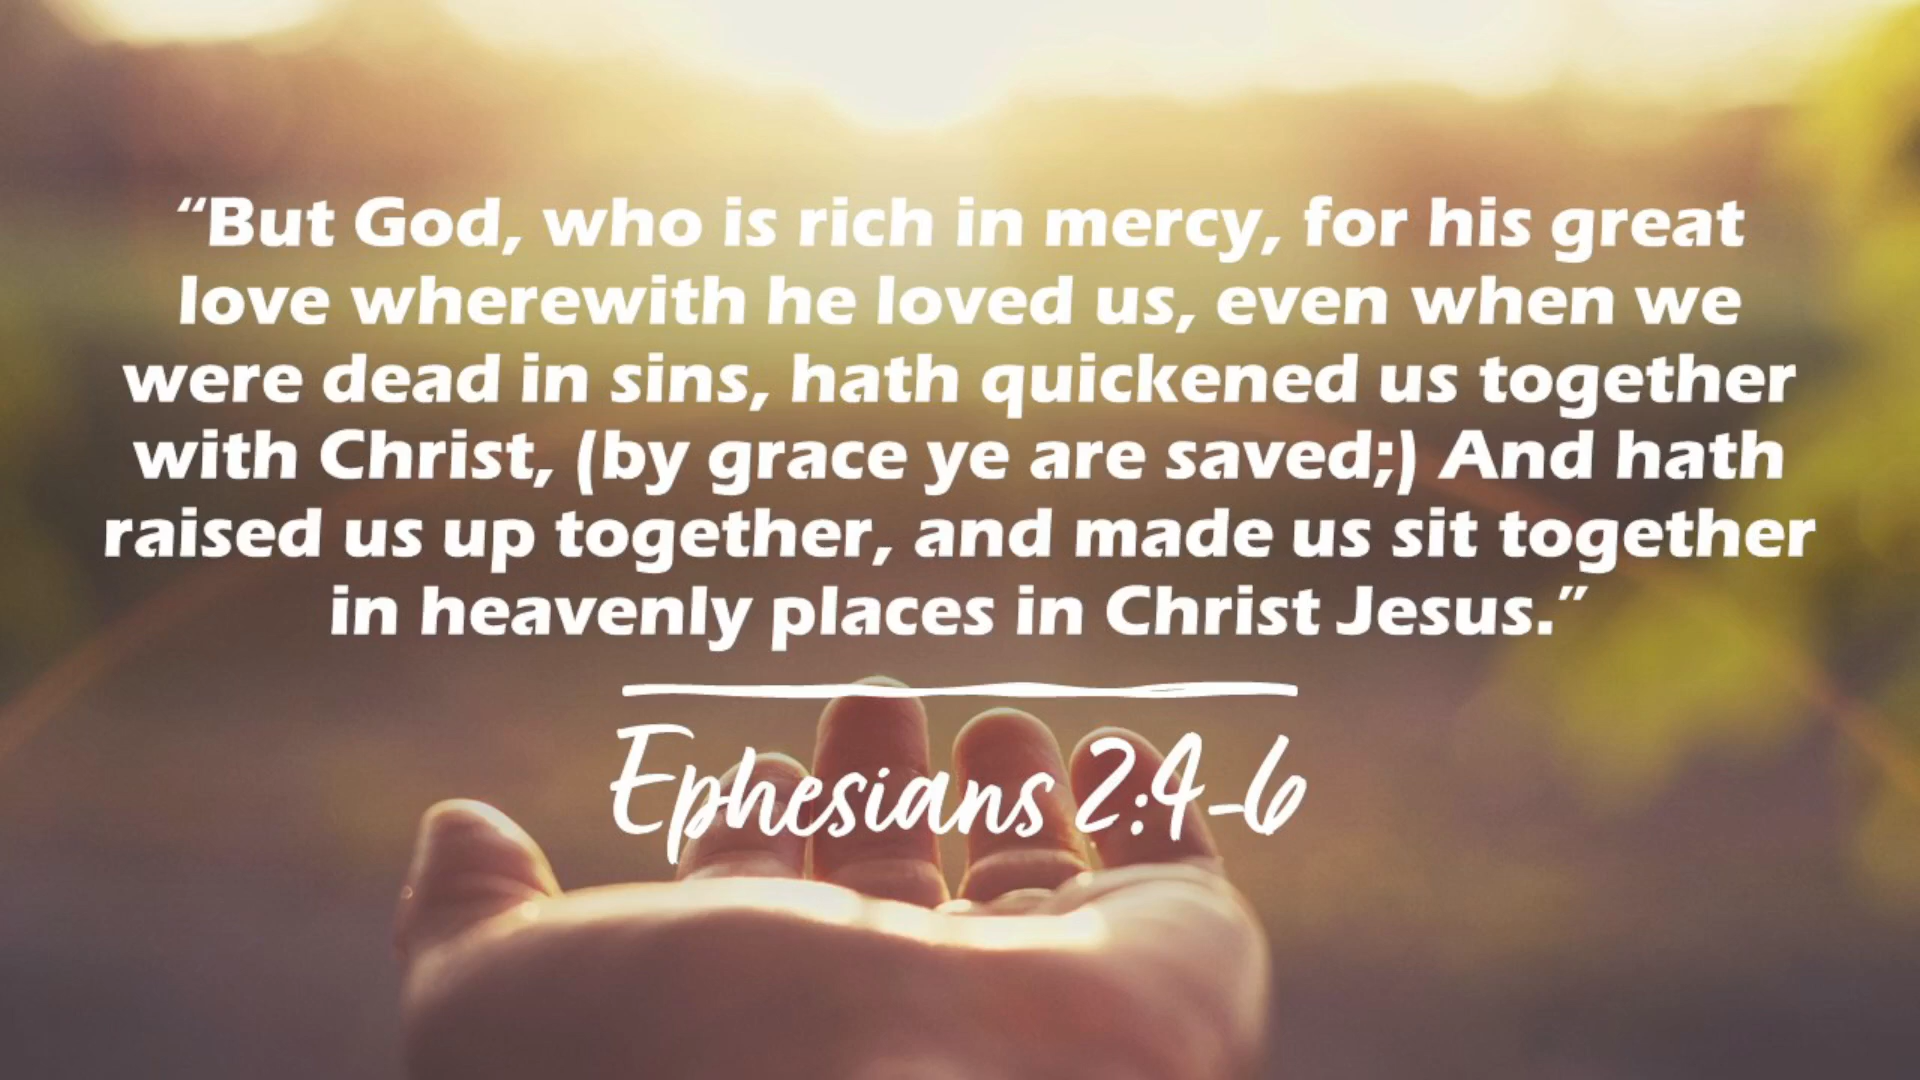 “But God, who is rich in mercy, for his great
love wherewith he loved us, even when we
were dead in sins, hath quickened us together
with Christ, (by grace ye are saved;) And hath
raised us up together, and made us sit together
in heavenly places in Christ Jesus.”
Ephesians 2:4-6